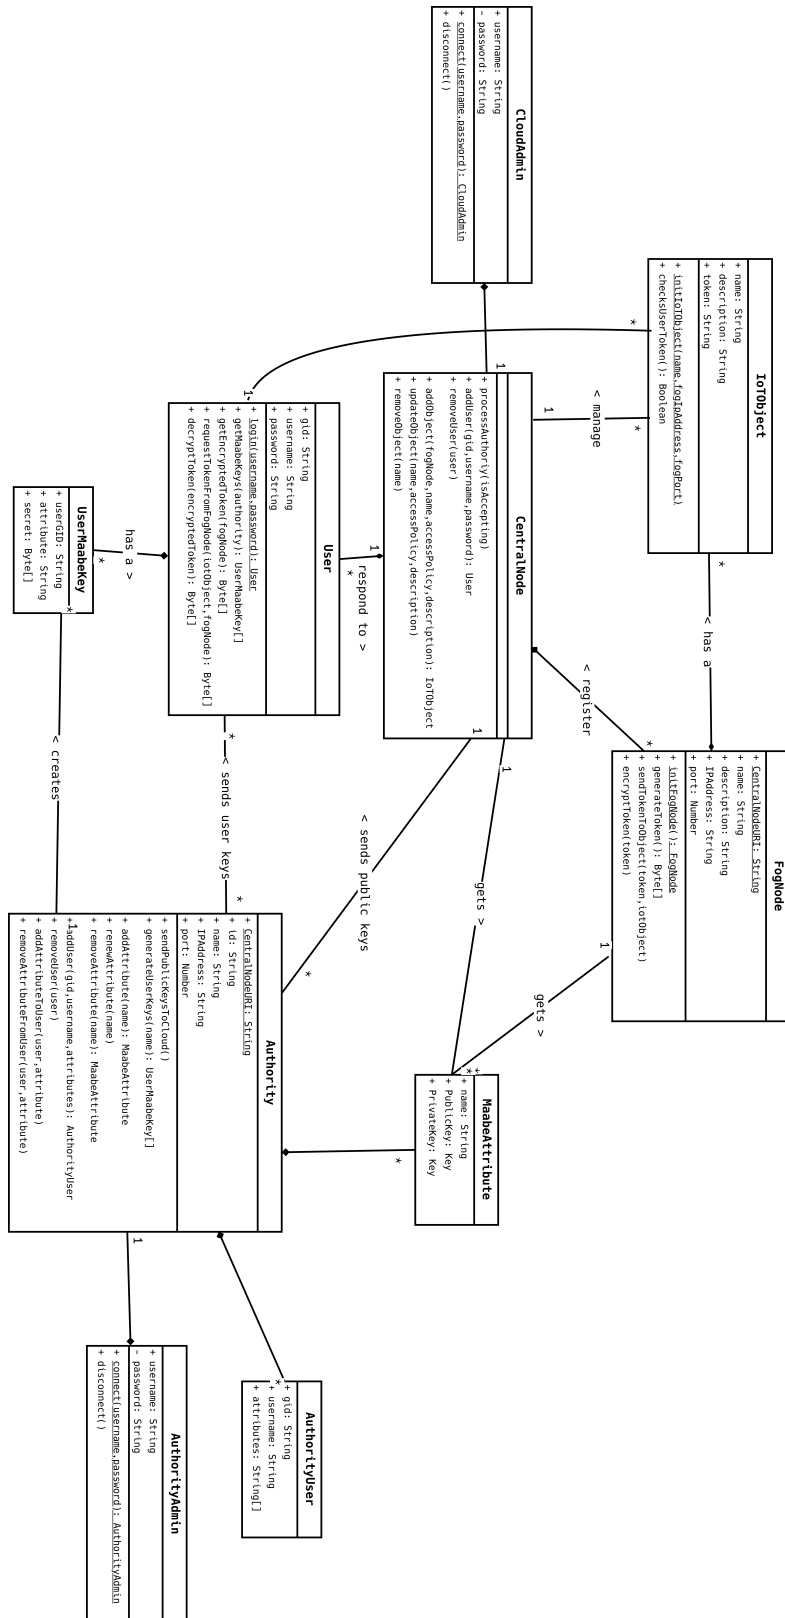 CloudAdmin
+ username: String
- password: String
+ connect(username,password): CloudAdmin
+ disconnect()
IoTObject
+ name: String
+ description: String
+ token: String
+ initIoTObject(name,fogIpAddress,fogPort)
+ checksUserToken(): Boolean
*
1
1
< manage
1
*
CentralNode
+ processAuthoriy(isAccepting)
+ addUser(gid,username,password): User
+ removeUser(user)
+ addObject(fogNode,name,accessPolicy,description): IoTObject
+ updateObject(name,accessPolicy,description)
+ removeObject(name)
User
+ gid: String
+ username: String
+ password: String
+ login(username,password): User
+ getMaabeKeys(authority): UserMaabeKey[]
+ getEncryptedToken(fogNode): Byte[]
+ requestTokenFromFogNode(iotObject,fogNode): Byte[]
+ decryptToken(encryptedToken): Byte[]
UserMaabeKey
+ userGID: String
+ attribute: String
+ secret: Byte[]
has a >
*
*
1
*
respond to >
*
< has a
< register
*
FogNode
+ CentralNodeURI: String
+ name: String
+ description: String
+ IPAddress: String
+ port: Number
+ initFogNode(): FogNode
+ generateToken(): Byte[]
+ sendTokenToObject(token,iotObject)
+ encryptToken(token)
1
1
1
gets >
gets >
*
*
< sends public keys
*
*
< sends user keys
*
< creates
1
Authority
+ CentralNodeURI: String
+ id: String
+ name: String
+ IPAddress: String
+ port: Number
+ sendPublicKeysToCloud()
+ generateUserKeys(name): UserMaabeKey[]
+ addAttribute(name): MaabeAttribute
+ renewAttribute(name)
+ removeAttribute(name): MaabeAttribute
+ addUser(gid,username,attributes): AuthorityUser
+ removeUser(user)
+ addAttributeToUser(user,attribute)
+ removeAttributeFromUser(user,attribute)
MaabeAttribute
+ name: String
+ PublicKey: Key
+ PrivateKey: Key
*
1
*
AuthorityUser
+ gid: String
+ username: String
+ attributes: String[]
AuthorityAdmin
+ username: String
- password: String
+ connect(username,password): AuthorityAdmin
+ disconnect()